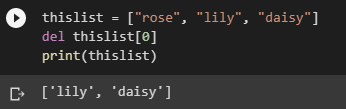 thislist = ["rose", "lily", "daisy"]
del thislist[0]
print(thislist)
['lily', 'daisy']